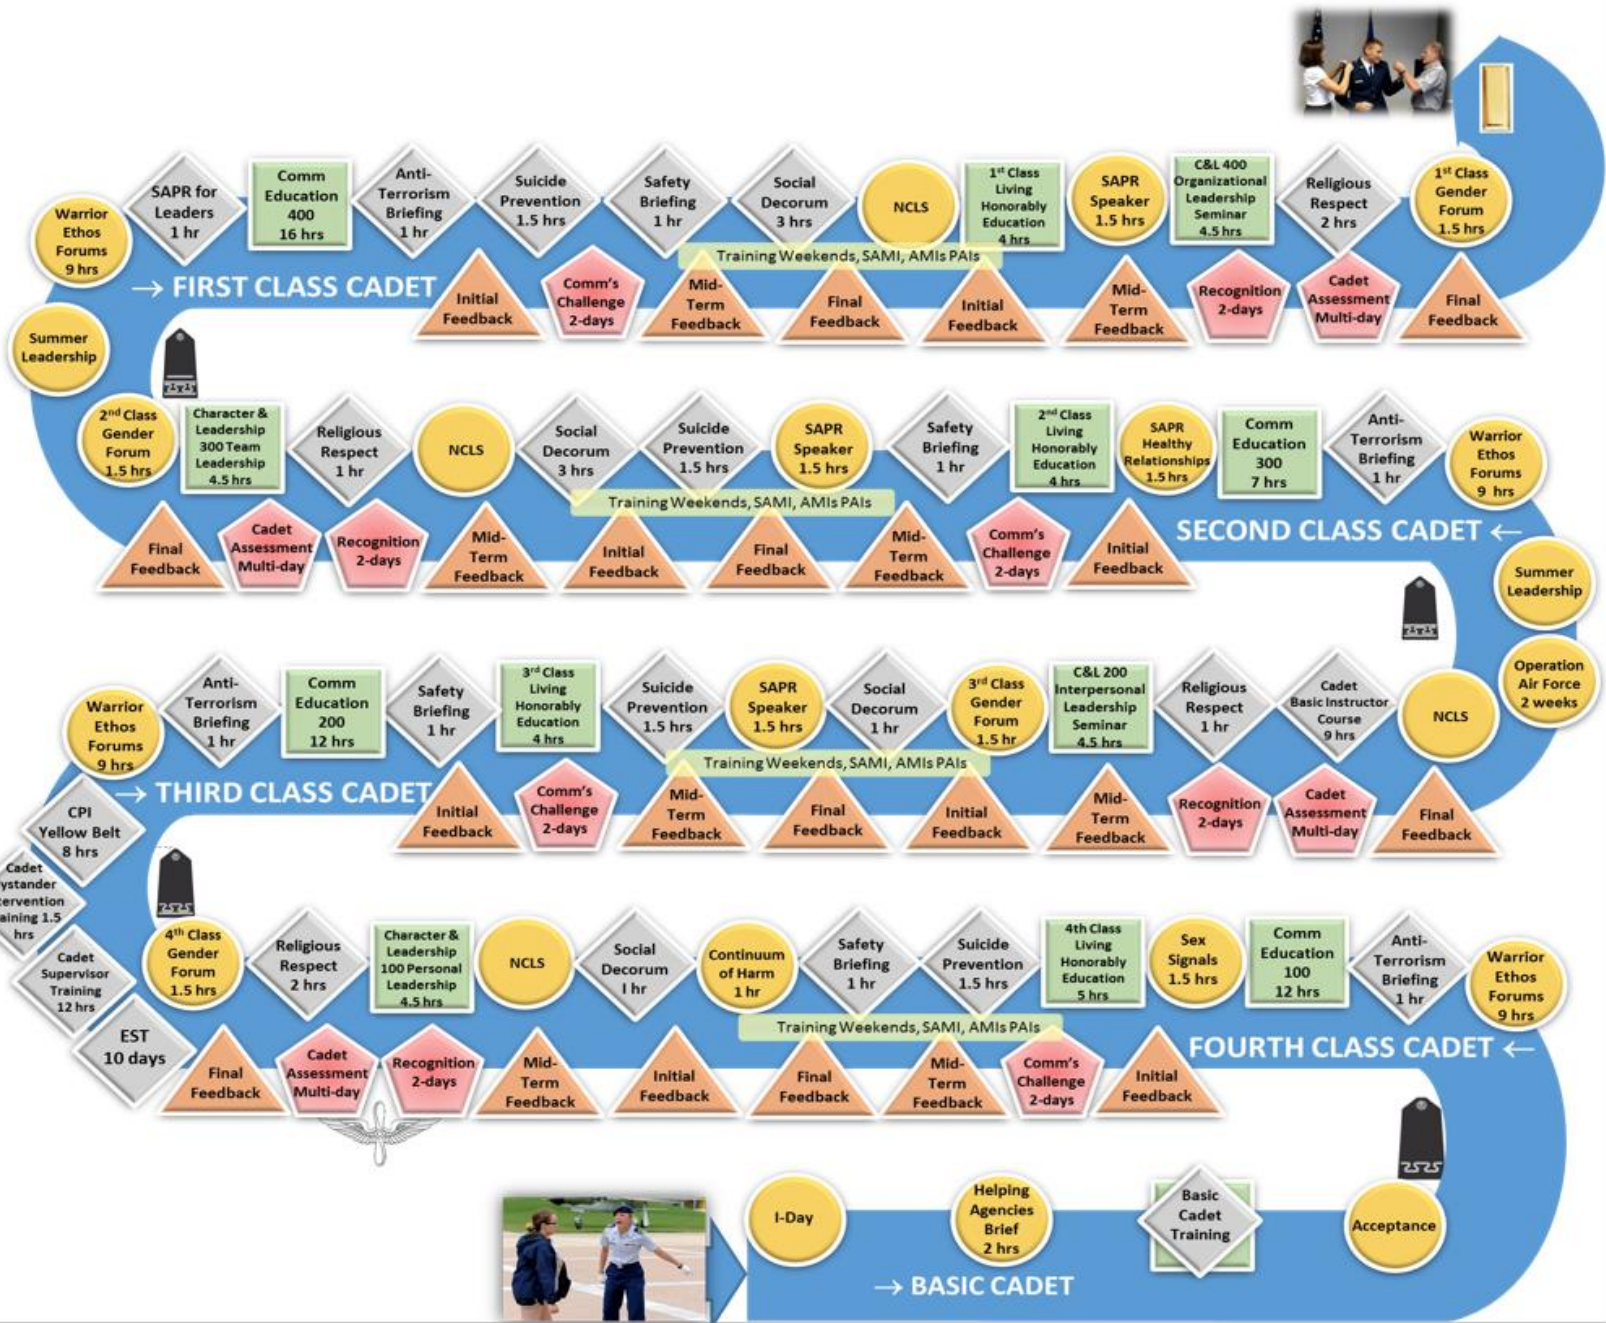 SAPR for
Leaders
1 hr
Comm
Education
400
16 hrs
Anti-
Terrorism
Briefing
1 hr
Suicide
Prevention
1.5 hrs
Safety
Briefing
1 hr
Social
Decorum
3 hrs
NCLS
1st Class
Living
Honorably
Education
4 hrs
SAPR
Speaker
1.5 hrs
C&L 400
Organizational
Leadership
Seminar
4.5 hrs
Religious
Respect
2 hrs
1st Class
Gender
Forum
1.5 hrs
Warrior
Ethos
Forums
9 hrs
Training Weekends, SAMI, AMIs PAIs
→ FIRST CLASS CADET
Initial
Feedback
Comm's
Challenge
2-days
Mid-
Term
Feedback
Final
Feedback
Initial
Feedback
Mid-
Term
Feedback
Recognition
2-days
Cadet
Assessment
Multi-day
Final
Feedback
Summer
Leadership
2nd Class
Gender
Forum
1.5 hrs
Character &
Leadership
300 Team
Leadership
4.5 hrs
Religious
Respect
1 hr
NCLS
Social
Decorum
3 hrs
Suicide
Prevention
1.5 hrs
SAPR
Speaker
1.5 hrs
Safety
Briefing
1 hr
2nd Class
Living
Honorably
Education
4 hrs
SAPR
Healthy
Relationships
1.5 hrs
Comm
Education
300
7 hrs
Anti-
Terrorism
Briefing
1 hr
Warrior
Ethos
Forums
9 hrs
Training Weekends, SAMI, AMIs PAIs
Final
Feedback
Cadet
Assessment
Multi-day
Recognition
2-days
Mid-
Term
Feedback
Initial
Feedback
Final
Feedback
Mid-
Term
Feedback
Comm's
Challenge
2-days
Initial
Feedback
SECOND CLASS CADET ←
Summer
Leadership
Operation
Air Force
2 weeks
Warrior
Ethos
Forums
9 hrs
Anti-
Terrorism
Briefing
1 hr
Comm
Education
200
12 hrs
Safety
Briefing
1 hr
3rd Class
Living
Honorably
Education
4 hrs
Suicide
Prevention
1.5 hrs
SAPR
Speaker
1.5 hrs
Social
Decorum
1 hr
3rd Class
Gender
Forum
1.5 hr
C&L 200
Interpersonal
Leadership
Seminar
4.5 hrs
Religious
Respect
1 hr
Cadet
Basic Instructor
Course
9 hrs
NCLS
Training Weekends, SAMI, AMIs PAIs
→ THIRD CLASS CADET
Initial
Feedback
Comm's
Challenge
2-days
Mid-
Term
Feedback
Final
Feedback
Initial
Feedback
Mid-
Term
Feedback
Recognition
2-days
Cadet
Assessment
Multi-day
Final
Feedback
CPI
Yellow Belt
8 hrs
Cadet
ystander
tervention
aining 1.5
hrs
Cadet
Supervisor
Training
12 hrs
EST
10 days
4th Class
Gender
Forum
1.5 hrs
Religious
Respect
2 hrs
Character &
Leadership
100 Personal
Leadership
4.5 hrs
NCLS
Social
Decorum
I hr
Continuum
of Harm
1 hr
Safety
Briefing
1 hr
Suicide
Prevention
1.5 hrs
4th Class
Living
Honorably
Education
5 hrs
Sex
Signals
1.5 hrs
Comm
Education
100
12 hrs
Anti-
Terrorism
Briefing
1 hr
Warrior
Ethos
Forums
9 hrs
Training Weekends, SAMI, AMIs PAIs
Final
Feedback
Cadet
Assessment
Multi-day
Recognition
2-days
Mid-
Term
Feedback
Initial
Feedback
Final
Feedback
Mid-
Term
Feedback
Comm's
Challenge
2-days
Initial
Feedback
FOURTH CLASS CADET ←
I-Day
Helping
Agencies
Brief
2 hrs
Basic
Cadet
Training
Acceptance
→ BASIC CADET